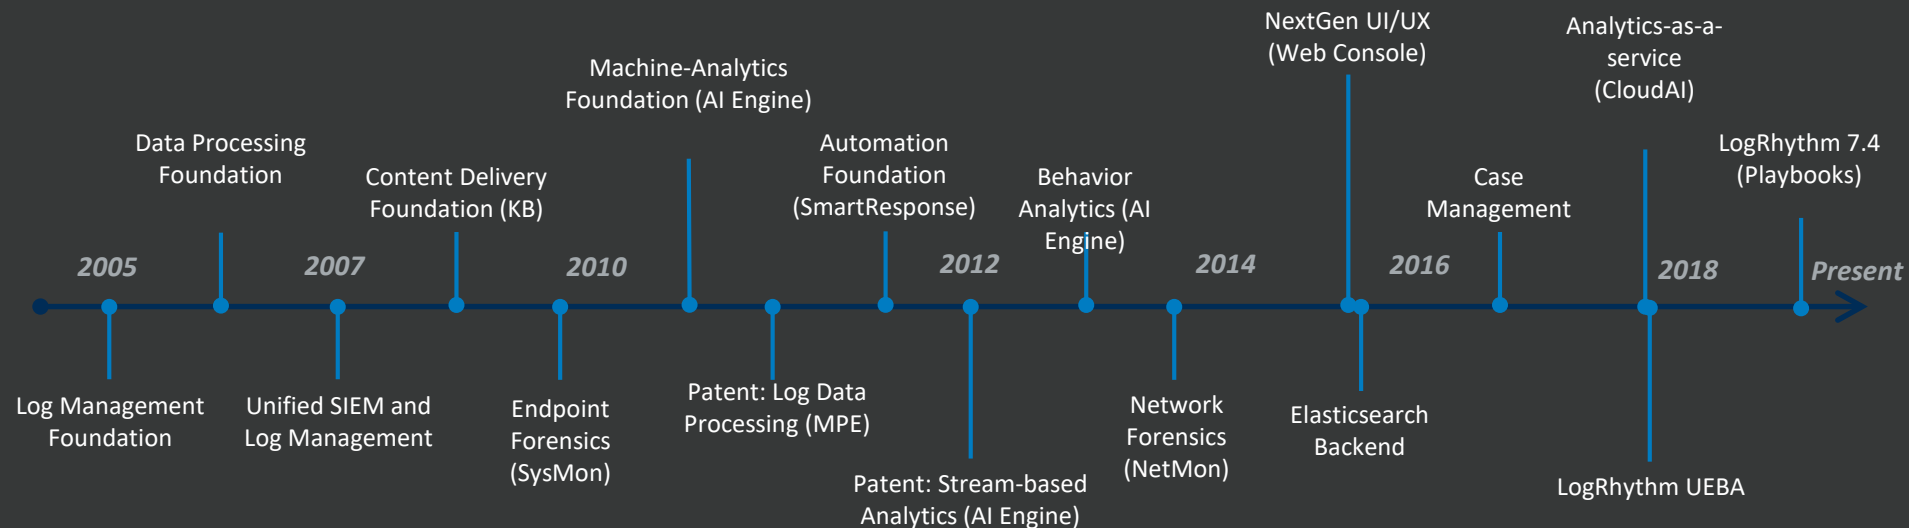 NextGen UI/UX
(Web Console)
Analytics-as-a-
service
(CloudAI)
Machine-Analytics
Foundation (AI Engine)
Data Processing
Foundation
Content Delivery
Foundation (KB)
Automation
Foundation
(SmartResponse)
Behavior
Analytics (AI
Engine)
Case
Management
LogRhythm 7.4
(Playbooks)
2005
2007
2010
2012
2014
2016
2018
Present
Log Management
Foundation
Unified SIEM and
Log Management
Endpoint
Forensics
(SysMon)
Patent: Log Data
Processing (MPE)
Patent: Stream-based
Analytics (AI Engine)
Network
Forensics
(NetMon)
Elasticsearch
Backend
LogRhythm UEBA